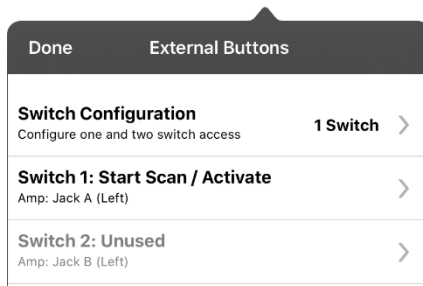 Done External Buttons
Switch Configuration
Configure one and two switch access
1 Switch
Switch 1: Start Scan / Activate
Amp: Jack A (Left)
Switch 2: Unused
Amp: Jack B (Left)